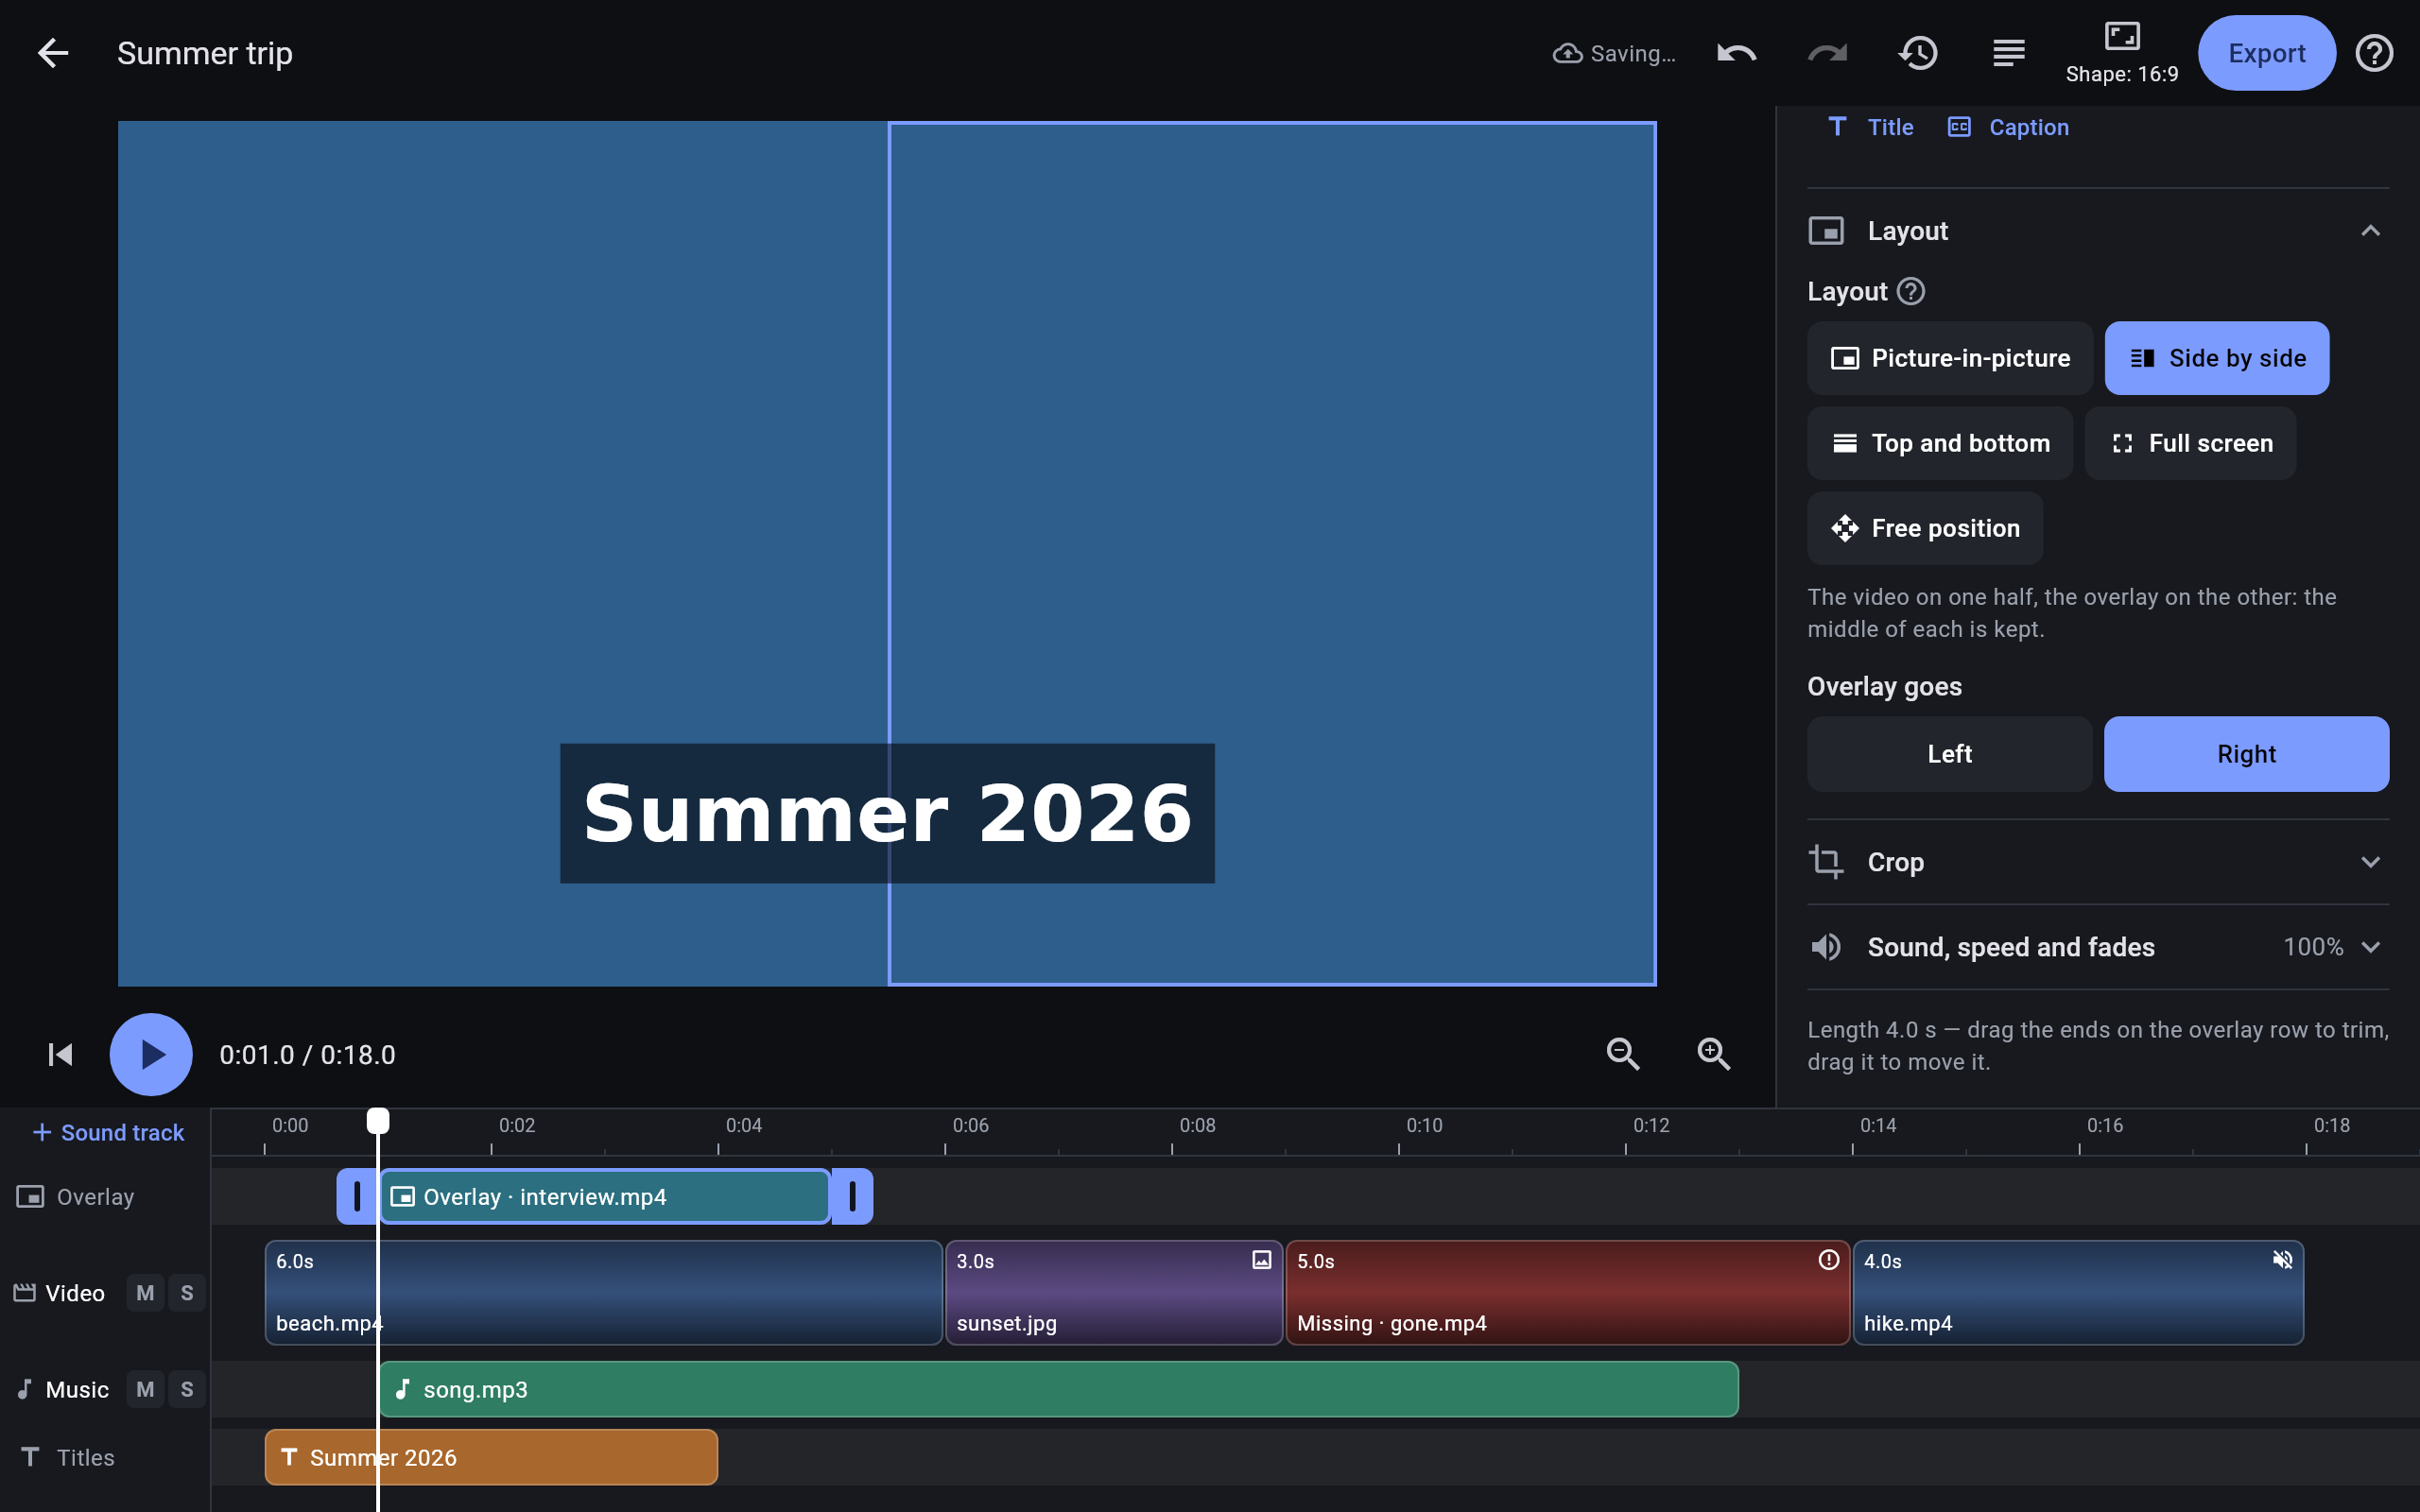 Summer trip
Saving...
Shape: 16:9
Export
Title
Caption
Layout
Layout
Picture-in-picture
Side by side
Top and bottom
Full screen
Free position
The video on one half, the overlay on the other: the
middle of each is kept.
Overlay goes
Left
Right
Crop
Sound, speed and fades
100%
Length 4.0 s — drag the ends on the overlay row to trim,
drag it to move it.
Summer 2026
0:01.0 / 0:18.0
Sound track
0:00
0:02
0:04
0:06
0:08
0:10
0:12
0:14
0:16
0:18
Overlay
Overlay · interview.mp4
Video
M
S
6.0s
beach.mp4
3.0s
sunset.jpg
5.0s
Missing · gone.mp4
4.0s
hike.mp4
Music
M
S
song.mp3
Titles
Summer 2026